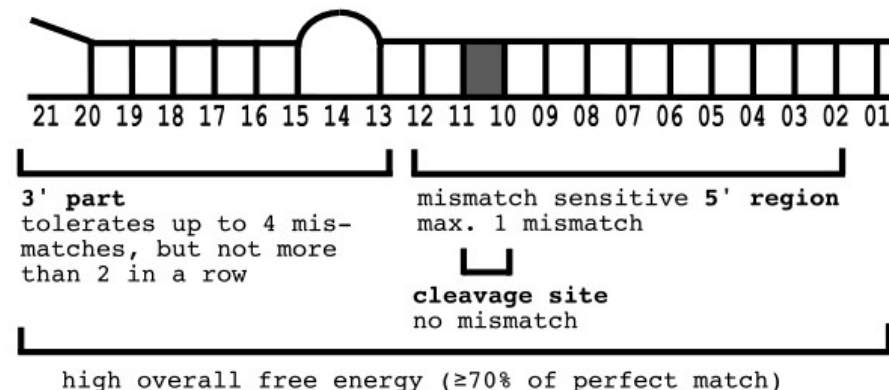 21 20 19 18 17 16 15 14 13 12 11 10 09 08 07 06 05 04 03 02 01
3' part
tolerates up to 4 mis-
matches, but not more
than 2 in a row
mismatch sensitive 5' region
max. 1 mismatch
cleavage site
no mismatch
high overall free energy (≥70% of perfect match)